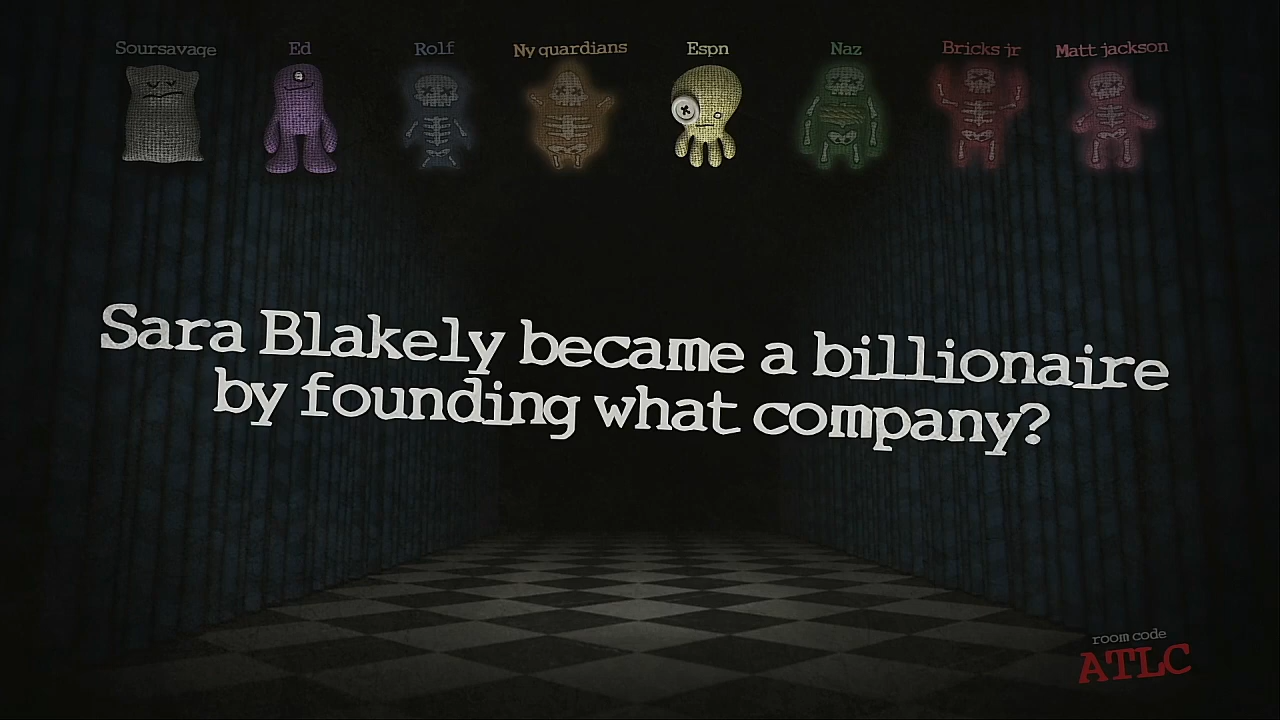 Soursavage
Ed
Rolf
Ny guardians
Espn
Naz
Bricks jr
Matt jackson
Sara Blakely became a billionaire
by founding what company?
room code
ATLC